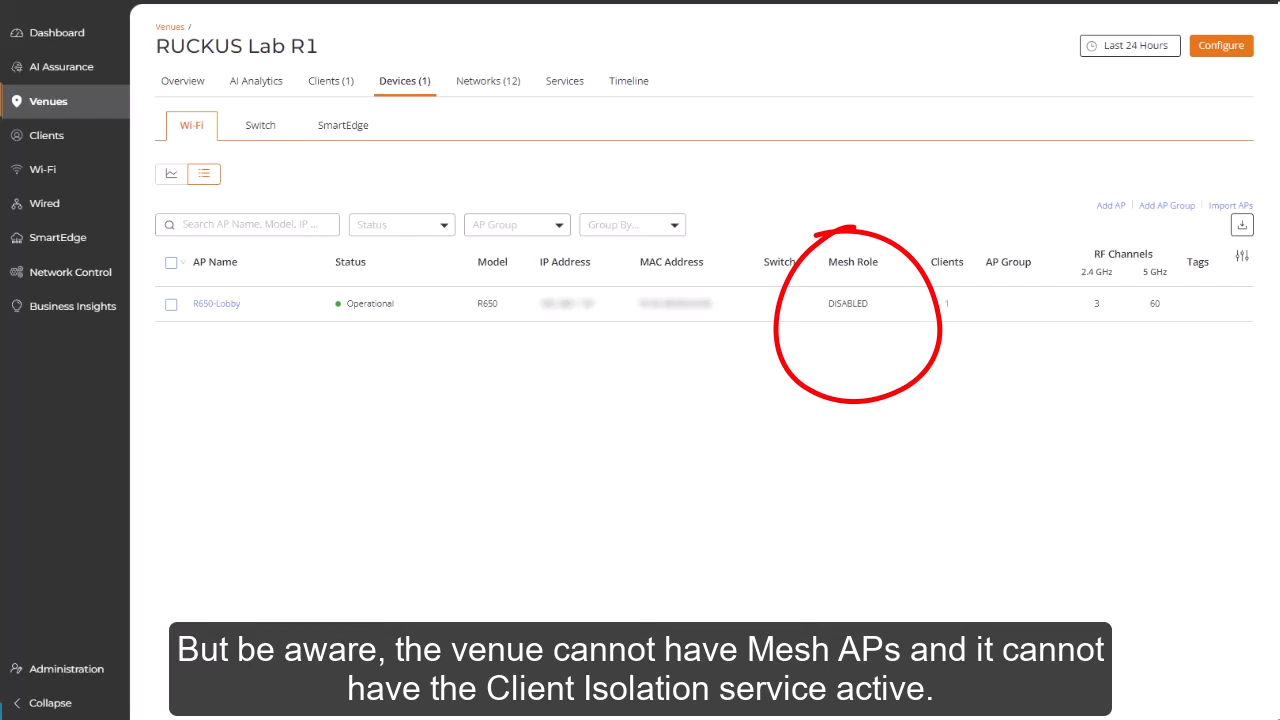 Dashboard
AI Assurance
Venues
Clients
Wi-Fi
Wired
SmartEdge
Network Control
Business Insights
Administration
Collapse
Venues /
RUCKUS Lab R1
Last 24 Hours
Configure
Overview AI Analytics Clients (1) Devices (1) Networks (12) Services Timeline
Wi-Fi Switch SmartEdge
Add AP Add AP Group Import APs
Search AP Name, Model, IP ... Status AP Group Group By...
AP Name Status Model IP Address MAC Address Switch Mesh Role Clients AP Group RF Channels Tags
2.4 GHz 5 GHz
R650-Lobby Operational R650 DISABLED 1 3 60
But be aware, the venue cannot have Mesh APs and it cannot
have the Client Isolation service active.